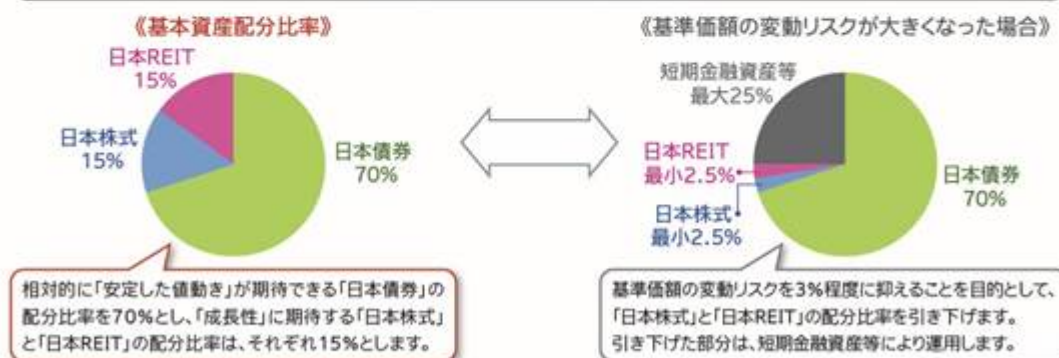 《基本資産配分比率》
日本REIT
15%
日本株式
15%
日本債券
70%
相対的に「安定した値動き」が期待できる「日本債券」の
配分比率を70%とし、「成長性」に期待する「日本株式」
と「日本REIT」の配分比率は、それぞれ15%とします。
《基準価額の変動リスクが大きくなった場合》
短期金融資産等
最大25%
日本REIT
最小2.5%
日本株式
最小2.5%
日本債券
70%
基準価額の変動リスクを3%程度に抑えることを目的として、
「日本株式」と「日本REIT」の配分比率を引き下げます。
引き下げた部分は、短期金融資産等により運用します。